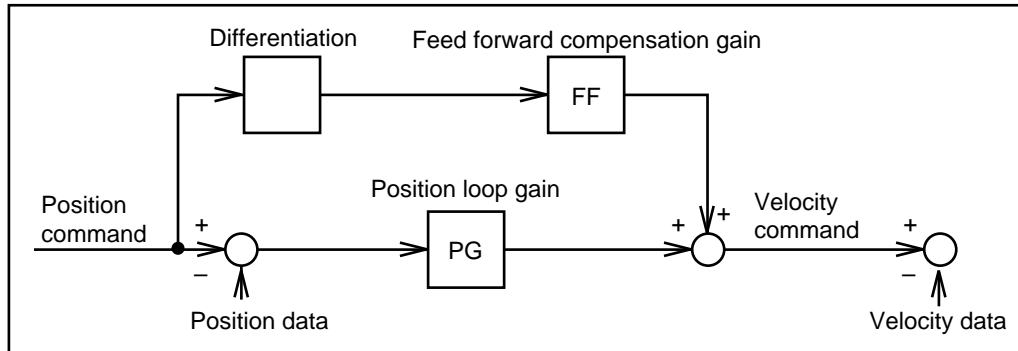 Differentiation
Feed forward compensation gain
FF
Position loop gain
Position
command
+
–
PG
+
+
Velocity
command
+
–
Position data
Velocity data